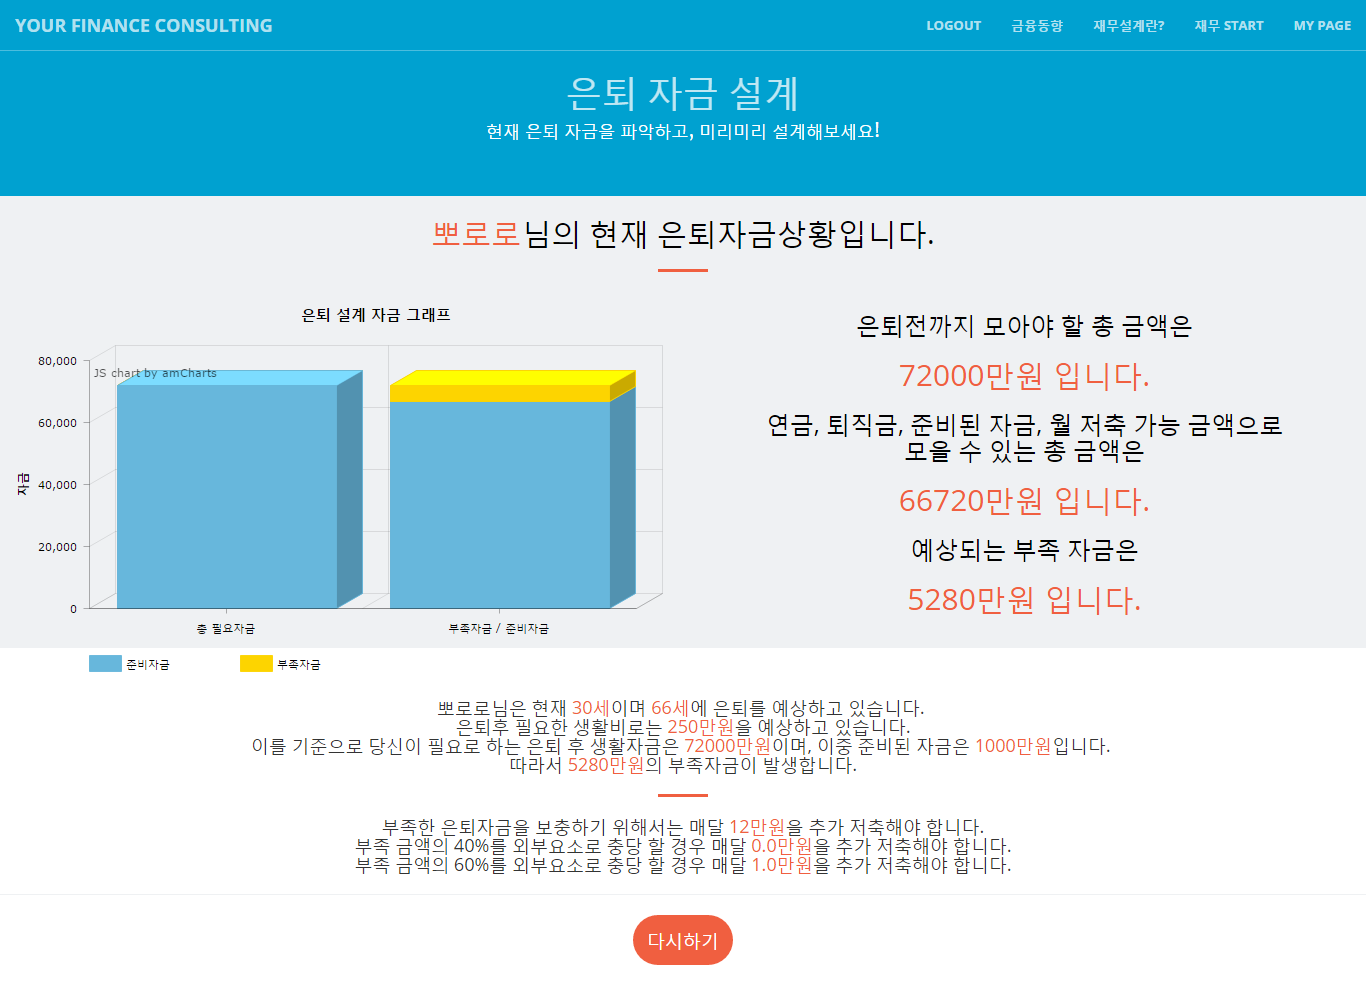 YOUR FINANCE CONSULTING
LOGOUT 금융동향 재무설계란? 재무 START MY PAGE
은퇴 자금 설계
현재 은퇴 자금을 파악하고, 미리미리 설계해보세요!
뽀로로님의 현재 은퇴자금상황입니다.
은퇴 설계 자금 그래프
80,000
JS chart by amCharts
60,000
40,000
20,000
0
자금
총 필요자금
부족자금 / 준비자금
준비자금
부족자금
은퇴전까지 모아야 할 총 금액은
72000만원 입니다.
연금, 퇴직금, 준비된 자금, 월 저축 가능 금액으로
모을 수 있는 총 금액은
66720만원 입니다.
예상되는 부족 자금은
5280만원 입니다.
뽀로로님은 현재 30세이며 66세에 은퇴를 예상하고 있습니다.
은퇴후 필요한 생활비로는 250만원을 예상하고 있습니다.
이를 기준으로 당신이 필요로 하는 은퇴 후 생활자금은 72000만원이며, 이중 준비된 자금은 1000만원입니다.
따라서 5280만원의 부족자금이 발생합니다.
부족한 은퇴자금을 보충하기 위해서는 매달 12만원을 추가 저축해야 합니다.
부족 금액의 40%를 외부요소로 충당 할 경우 매달 0.0만원을 추가 저축해야 합니다.
부족 금액의 60%를 외부요소로 충당 할 경우 매달 1.0만원을 추가 저축해야 합니다.
다시하기